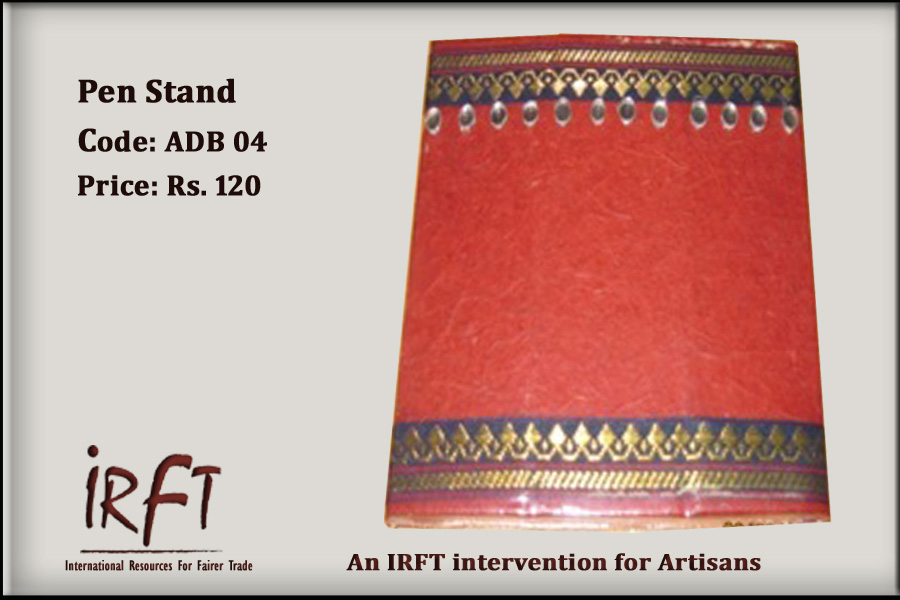 Pen Stand
Code: ADB 04
Price: Rs. 120
IRFT
International Resources For Fairer Trade
An IRFT intervention for Artisans